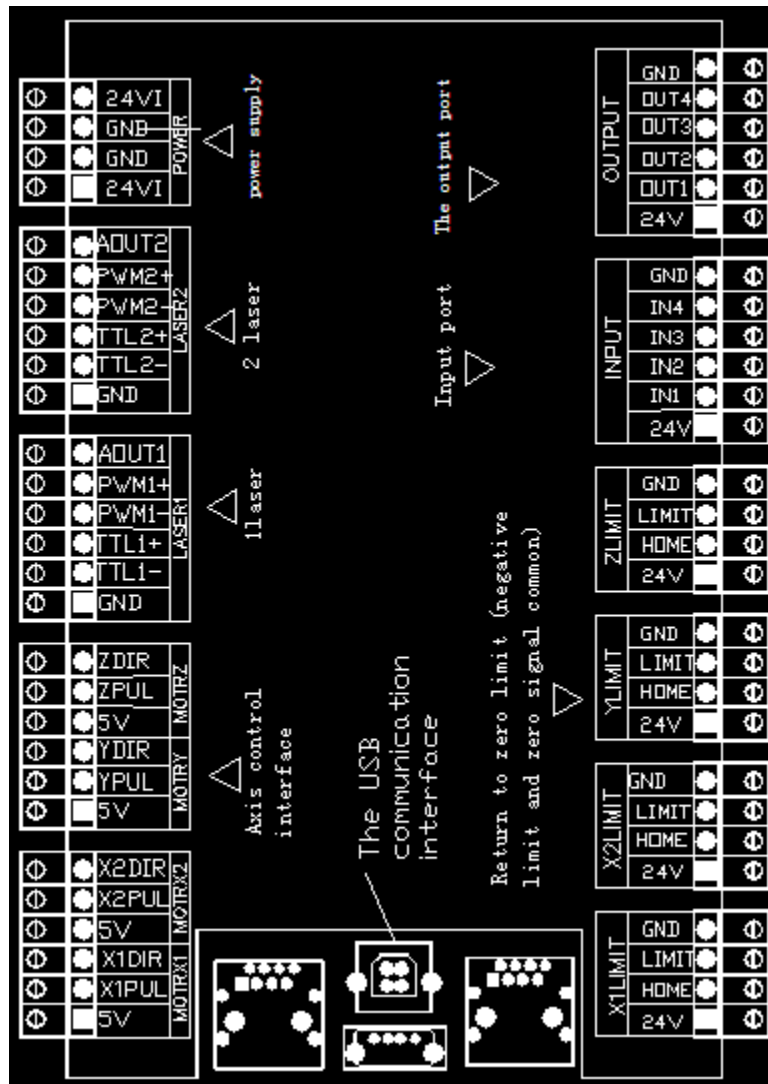 24VI
GND
GND
24VI
POWER
power supply
AOUT2
PWM2+
PWM2-
TTL2+
TTL2-
GND
LASER2
2 laser
AOUT1
PWM1+
PWM1-
TTL1+
TTL1-
GND
LASER1
1laser
ZDIR
ZPUL
5V
MOTRZ
YDIR
YPUL
5V
MOTRY
Axis control
interface
X2DIR
X2PUL
5V
MOTRX2
X1DIR
X1PUL
5V
MOTRX1
The USB
communication
interface
The output port
OUTPUT
GND
OUT4
OUT3
OUT2
OUT1
24V
Input port
INPUT
GND
IN4
IN3
IN2
IN1
24V
Return to zero limit (negative
limit and zero signal common)
ZLIMIT
GND
LIMIT
HOME
24V
YLIMIT
GND
LIMIT
HOME
24V
X2LIMIT
GND
LIMIT
HOME
24V
X1LIMIT
GND
LIMIT
HOME
24V